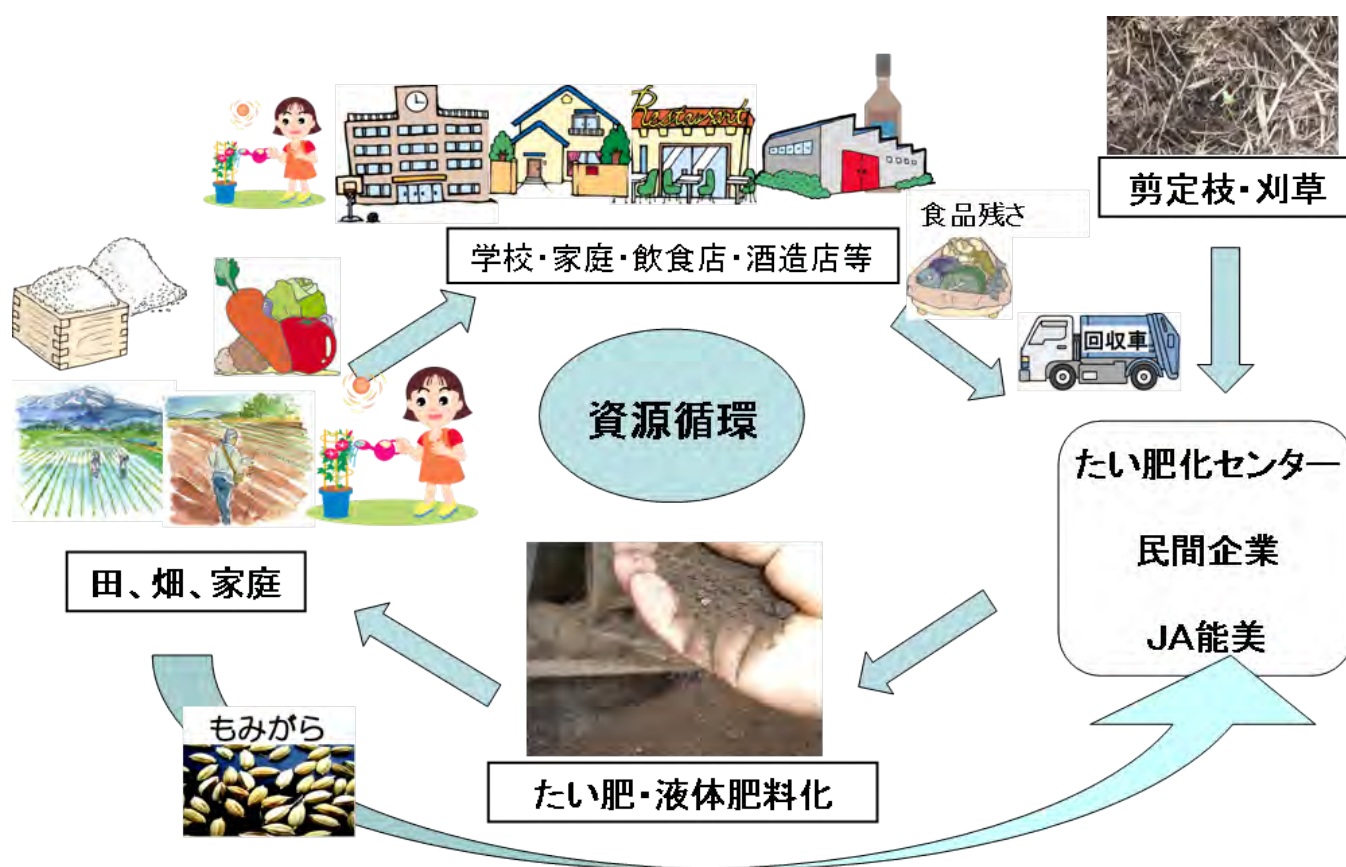 Restaurant
剪定枝・刈草
食品残さ
学校・家庭・飲食店・酒造店等
回収車
資源循環
たい肥化センター
民間企業
JA能美
田、畑、家庭
もみがら
たい肥・液体肥料化